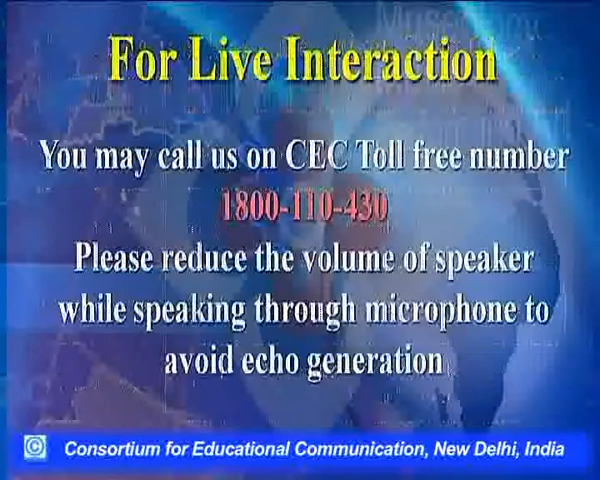 For Live Interaction
You may call us on CEC Toll free number
1800-110-430
Please reduce the volume of speaker
while speaking through microphone to
avoid echo generation
© Consortium for Educational Communication, New Delhi, India